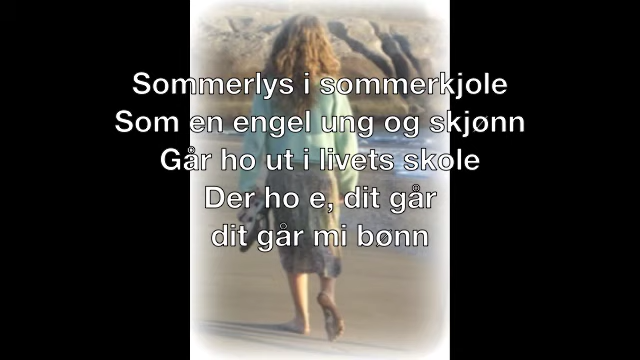 Sommerlys i sommerkjole
Som en engel ung og skjønn
Går ho ut i livets skole
Der ho e, dit går
dit går mi bønn